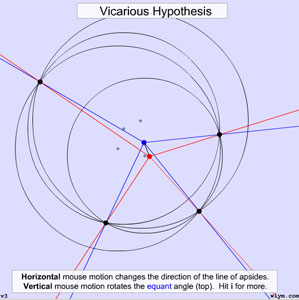 Vicarious Hypothesis
Horizontal mouse motion changes the direction of the line of apsides.
Vertical mouse motion rotates the equant angle (top). Hit i for more.
v3
wlym.com